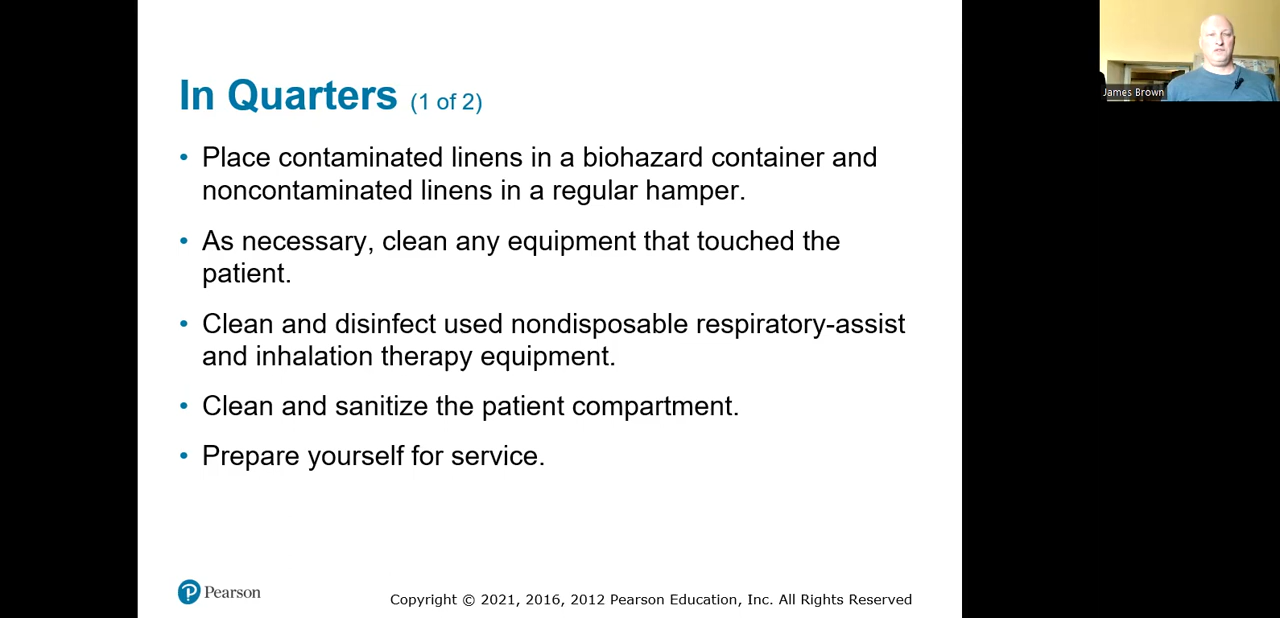 In Quarters (1 of 2)
• Place contaminated linens in a biohazard container and
noncontaminated linens in a regular hamper.
• As necessary, clean any equipment that touched the
patient.
• Clean and disinfect used nondisposable respiratory-assist
and inhalation therapy equipment.
• Clean and sanitize the patient compartment.
• Prepare yourself for service.
Pearson
Copyright © 2021, 2016, 2012 Pearson Education, Inc. All Rights Reserved
James Brown